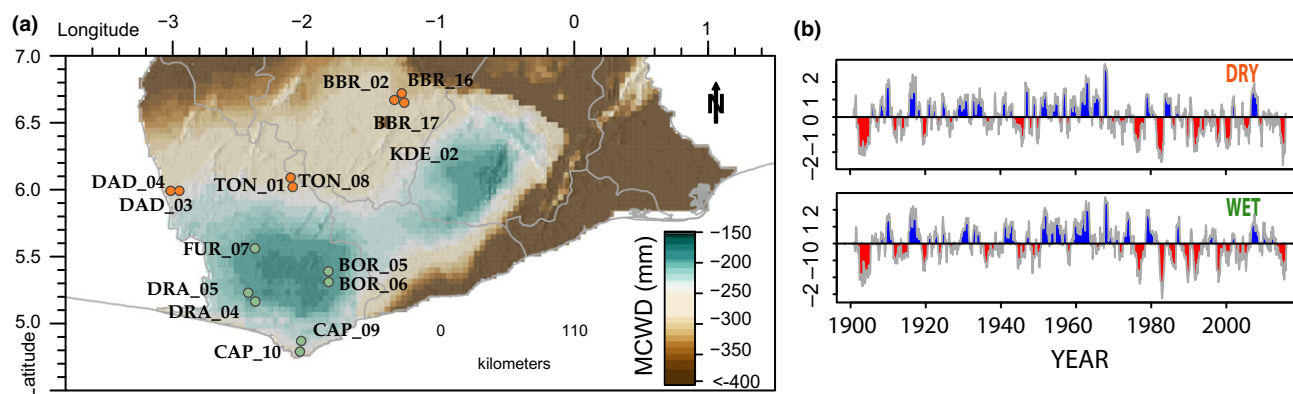 (a)
Longitude
−3 −2 −1 0 1
7.0
6.5
6.0
5.5
5.0
BBR_02 BBR_16
BBR_17
N
KDE_02
DAD_04
DAD_03
TON_01 TON_08
FUR_07
BOR_05
BOR_06
DRA_05
DRA_04
CAP_09
CAP_10
0 110
kilometers
MCWD (mm)
−150
−200
−250
−300
−350
<-400
(b)
DRY
−2 −1 0 1 2
WET
−2 −1 0 1 2
1900 1920 1940 1960 1980 2000
YEAR